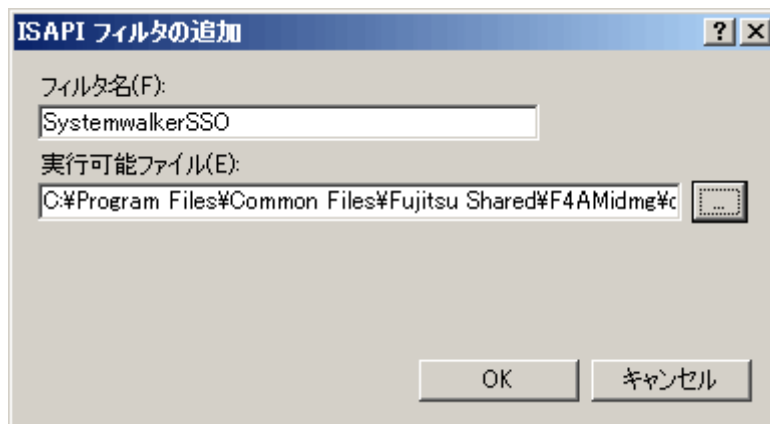 ISAPI フィルタの追加
フィルタ名(F):
SystemwalkerSSO
実行可能ファイル(E):
C:¥Program Files¥Common Files¥Fujitsu Shared¥F4AMidmg¥c
...
OK キャンセル